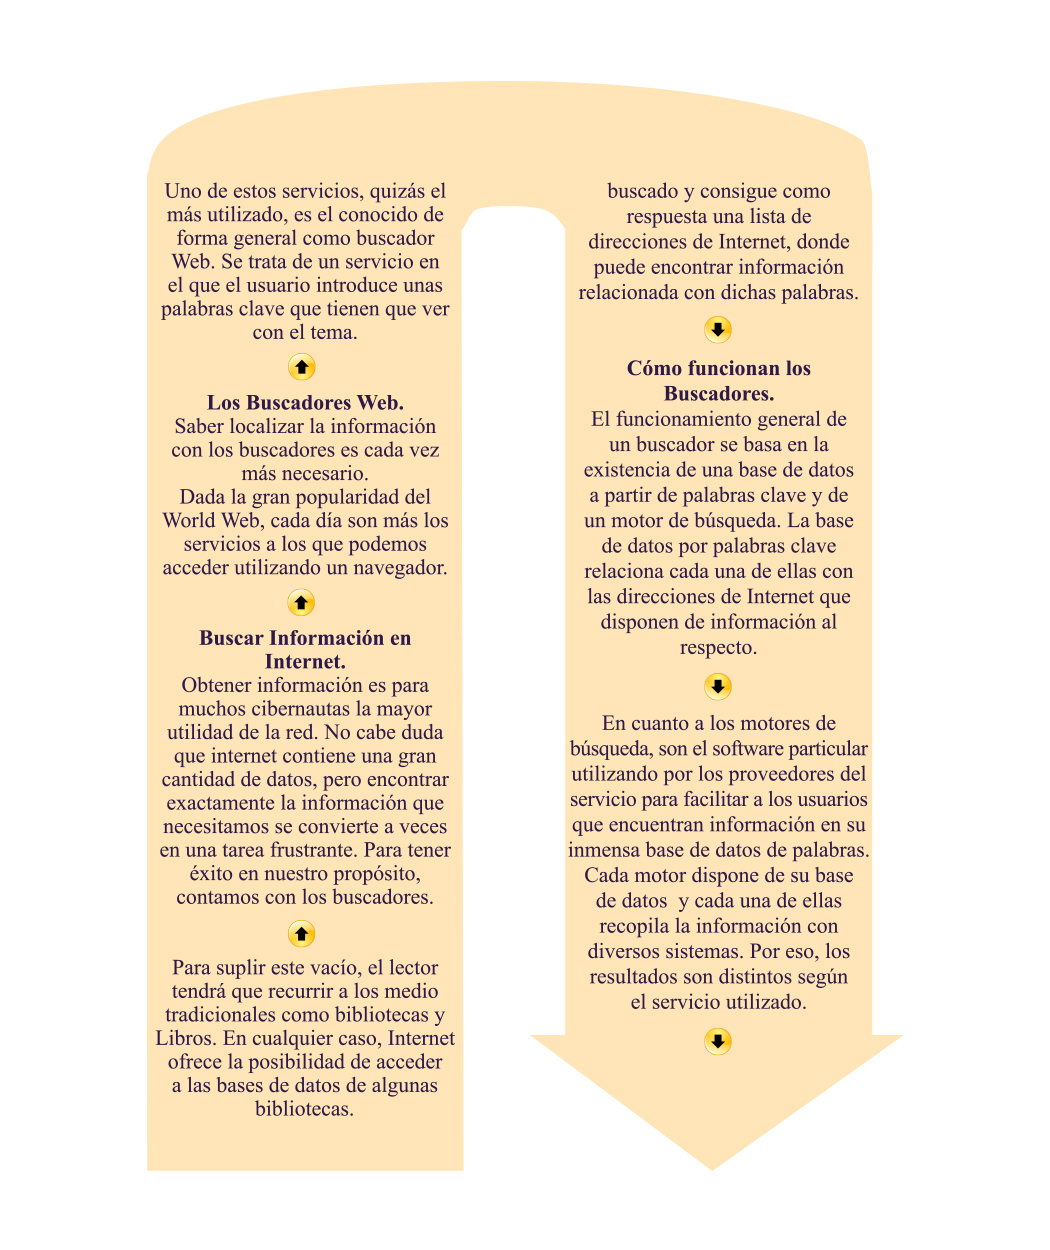 Uno de estos servicios, quizás el
más utilizado, es el conocido de
forma general como buscador
Web. Se trata de un servicio en
el que el usuario introduce unas
palabras clave que tienen que ver
con el tema.
Los Buscadores Web.
Saber localizar la información
con los buscadores es cada vez
más necesario.
Dada la gran popularidad del
World Web, cada día son más los
servicios a los que podemos
acceder utilizando un navegador.
Buscar Información en
Internet.
Obtener información es para
muchos cibernautas la mayor
utilidad de la red. No cabe duda
que internet contiene una gran
cantidad de datos, pero encontrar
exactamente la información que
necesitamos se convierte a veces
en una tarea frustrante. Para tener
éxito en nuestro propósito,
contamos con los buscadores.
Para suplir este vacío, el lector
tendrá que recurrir a los medio
tradicionales como bibliotecas y
Libros. En cualquier caso, Internet
ofrece la posibilidad de acceder
a las bases de datos de algunas
bibliotecas.
buscado y consigue como
respuesta una lista de
direcciones de Internet, donde
puede encontrar información
relacionada con dichas palabras.
Cómo funcionan los
Buscadores.
El funcionamiento general de
un buscador se basa en la
existencia de una base de datos
a partir de palabras clave y de
un motor de búsqueda. La base
de datos por palabras clave
relaciona cada una de ellas con
las direcciones de Internet que
disponen de información al
respecto.
En cuanto a los motores de
búsqueda, son el software particular
utilizando por los proveedores del
servicio para facilitar a los usuarios
que encuentran información en su
inmensa base de datos de palabras.
Cada motor dispone de su base
de datos  y cada una de ellas
recopila la información con
diversos sistemas. Por eso, los
resultados son distintos según
el servicio utilizado.